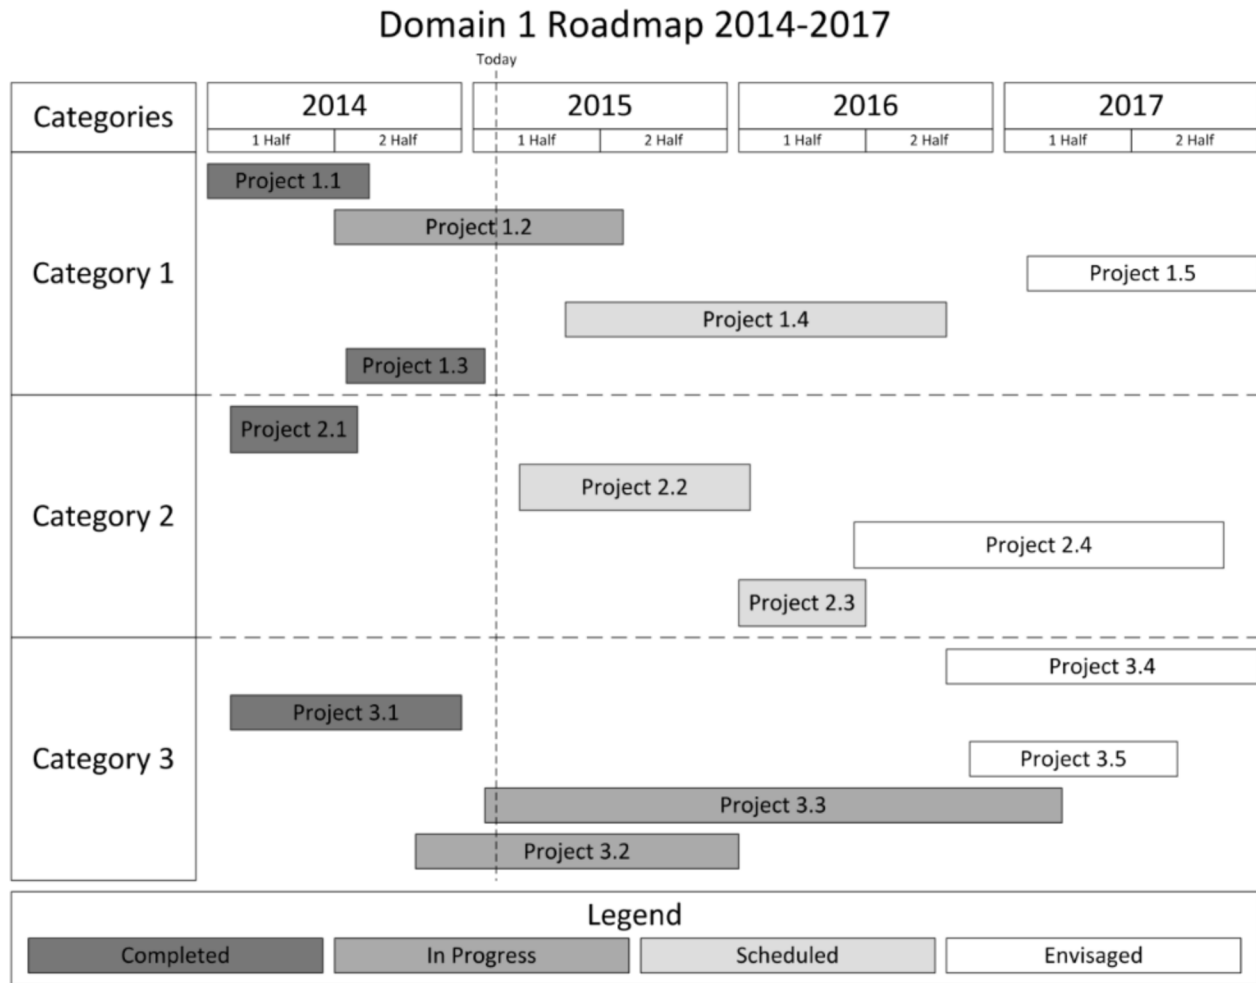 Domain 1 Roadmap 2014-2017
Today
Categories
2014
2015
2016
2017
1 Half
2 Half
1 Half
2 Half
1 Half
2 Half
1 Half
2 Half
Category 1
Project 1.1
Project 1.2
Project 1.5
Project 1.4
Project 1.3
Category 2
Project 2.1
Project 2.2
Project 2.4
Project 2.3
Category 3
Project 3.4
Project 3.1
Project 3.5
Project 3.3
Project 3.2
Legend
Completed
In Progress
Scheduled
Envisaged